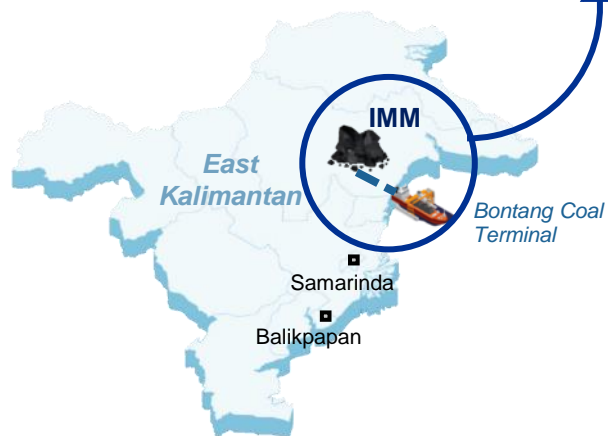 IMM
East
Kalimantan
Bontang Coal
Terminal
Samarinda
Balikpapan